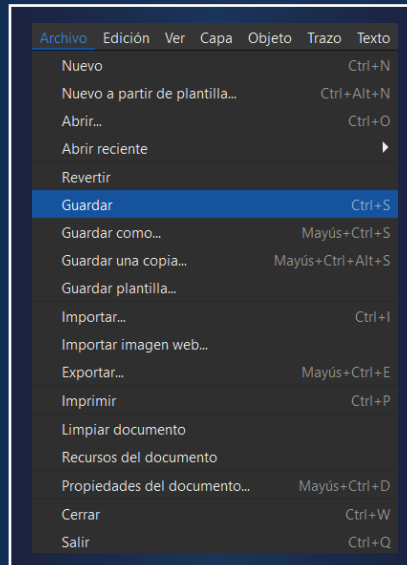 Archivo Edición Ver Capa Objeto Trazo Texto
Nuevo Ctrl+N
Nuevo a partir de plantilla... Ctrl+Alt+N
Abrir... Ctrl+O
Abrir reciente
Revertir
Guardar Ctrl+S
Guardar como... Mayús+Ctrl+S
Guardar una copia... Mayús+Ctrl+Alt+S
Guardar plantilla...
Importar... Ctrl+I
Importar imagen web...
Exportar... Mayús+Ctrl+E
Imprimir Ctrl+P
Limpiar documento
Recursos del documento
Propiedades del documento... Mayús+Ctrl+D
Cerrar Ctrl+W
Salir Ctrl+Q